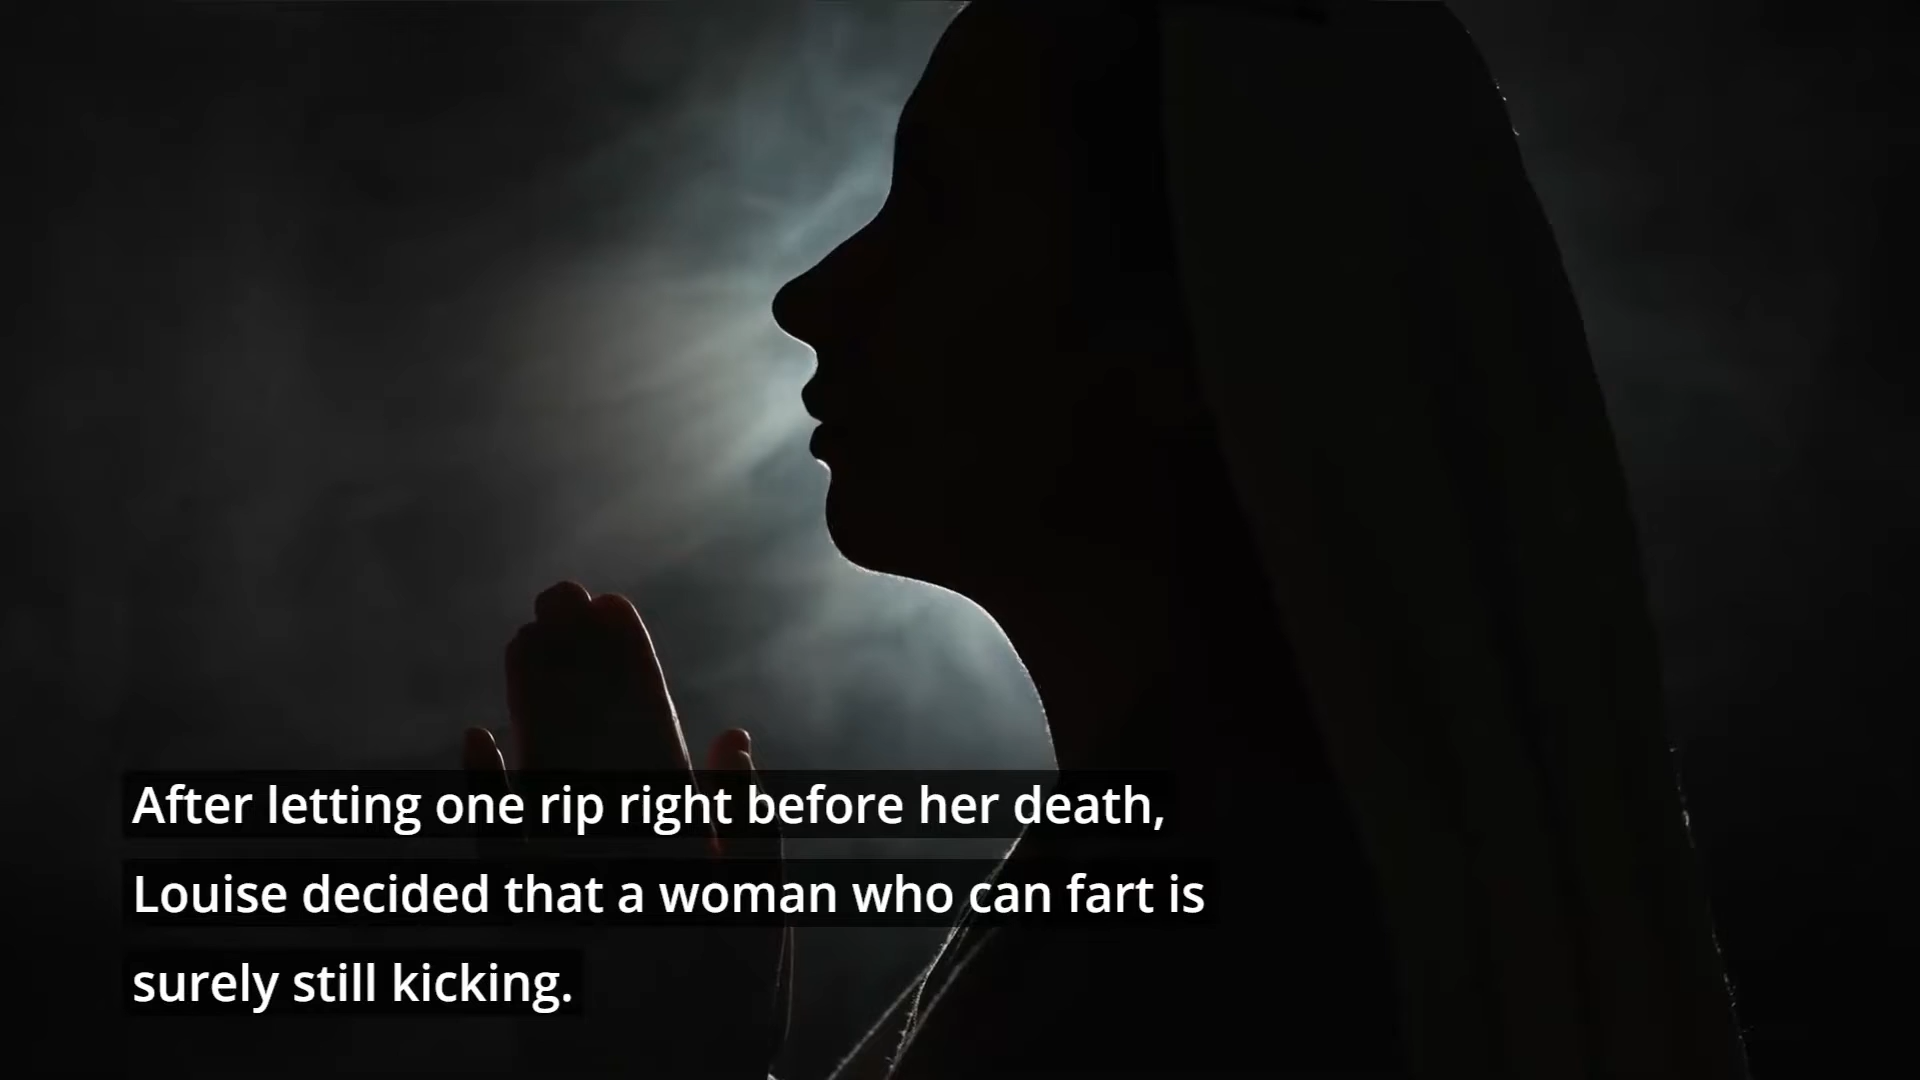 After letting one rip right before her death,
Louise decided that a woman who can fart is
surely still kicking.